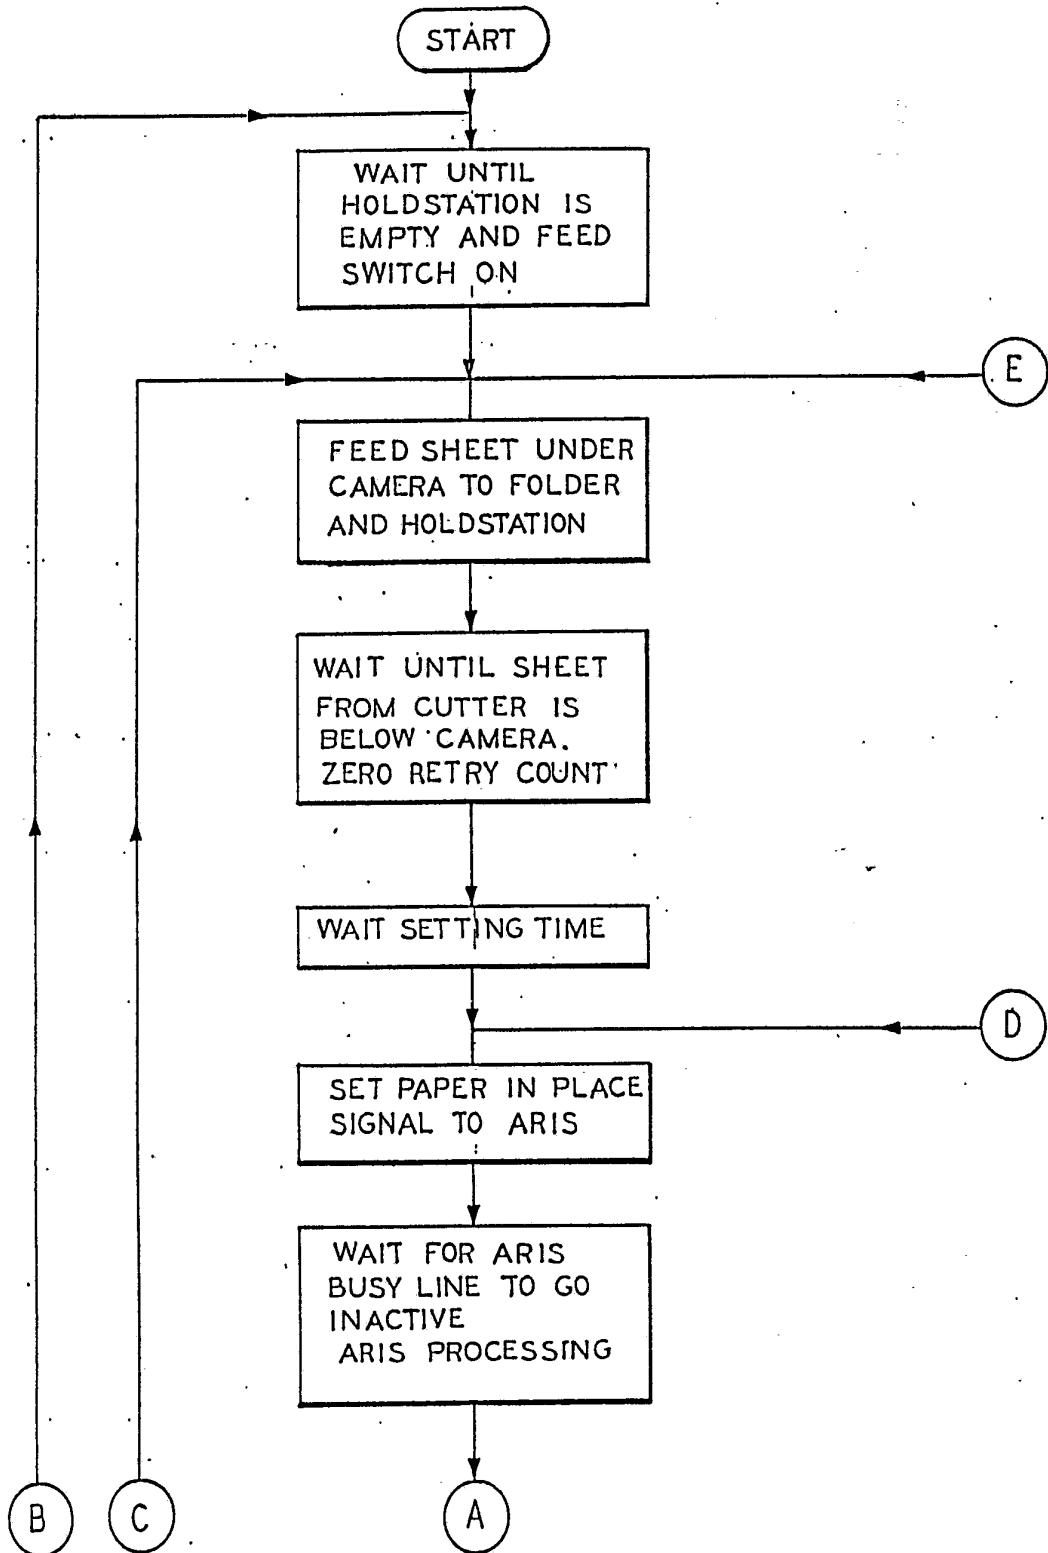 START
WAIT UNTIL
HOLDSTATION IS
EMPTY AND FEED
SWITCH ON
E
FEED SHEET UNDER
CAMERA TO FOLDER
AND HOLDSTATION
WAIT UNTIL SHEET
FROM CUTTER IS
BELOW CAMERA.
ZERO RETRY COUNT
WAIT SETTING TIME
D
SET PAPER IN PLACE
SIGNAL TO ARIS
WAIT FOR ARIS
BUSY LINE TO GO
INACTIVE
ARIS PROCESSING
B
C
A